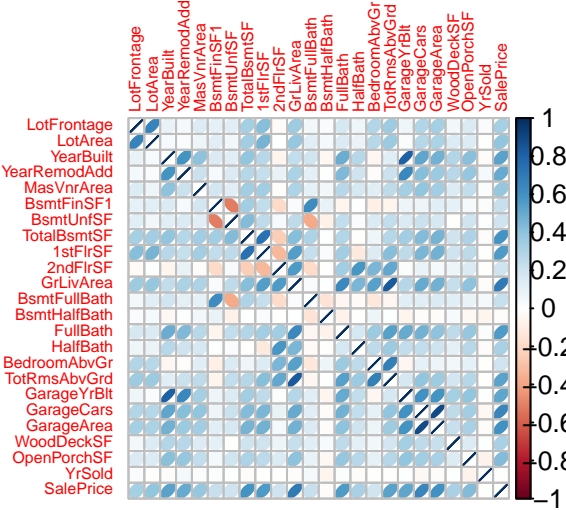 LotFrontage
LotArea
YearBuilt
YearRemodAdd
MasVnrArea
BsmtFinSF1
BsmtUnfSF
TotalBsmtSF
1stFlrSF
2ndFlrSF
GrLivArea
BsmtFullBath
BsmtHalfBath
FullBath
HalfBath
BedroomAbvGr
TotRmsAbvGrd
GarageYrBlt
GarageCars
GarageArea
WoodDeckSF
OpenPorchSF
YrSold
SalePrice
LotFrontage
LotArea
YearBuilt
YearRemodAdd
MasVnrArea
BsmtFinSF1
BsmtUnfSF
TotalBsmtSF
1stFlrSF
2ndFlrSF
GrLivArea
BsmtFullBath
BsmtHalfBath
FullBath
HalfBath
BedroomAbvGr
TotRmsAbvGrd
GarageYrBlt
GarageCars
GarageArea
WoodDeckSF
OpenPorchSF
YrSold
SalePrice
1
0.8
0.6
0.4
0.2
0
−0.2
−0.4
−0.6
−0.8
−1